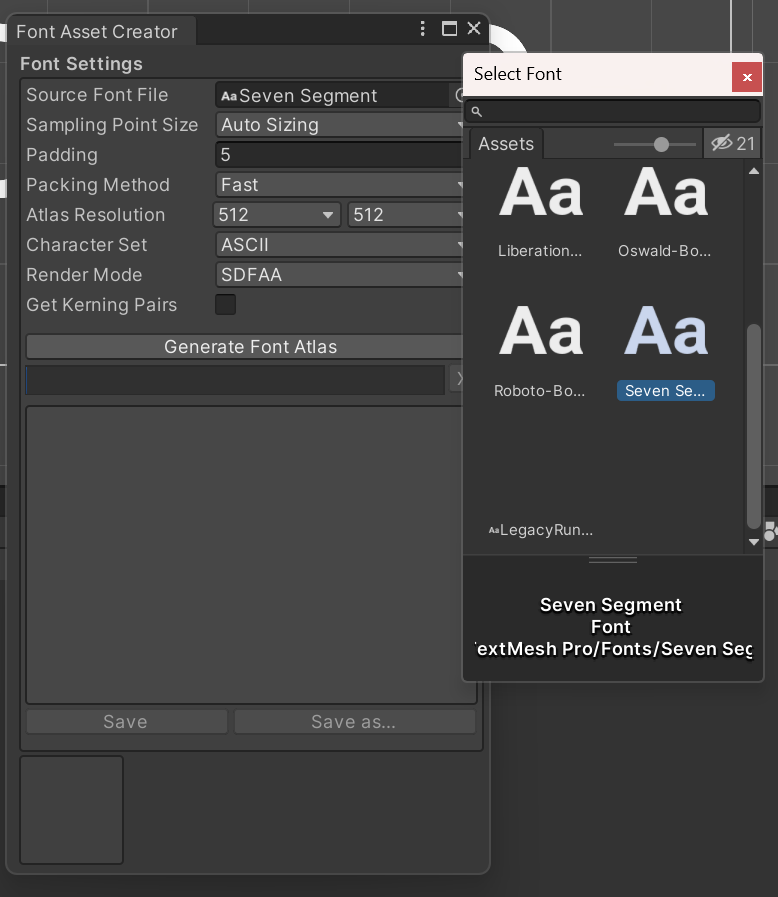 Font Asset Creator
Font Settings
Source Font File
Aa Seven Segment
Sampling Point Size
Auto Sizing
Padding
5
Packing Method
Fast
Atlas Resolution
512
512
Character Set
ASCII
Render Mode
SDFAA
Get Kerning Pairs
Generate Font Atlas
X
Save
Save as...
Select Font
x
Assets
21
Aa
Aa
Liberation...
Oswald-Bo...
Aa
Aa
Roboto-Bo...
Seven Se...
Aa LegacyRun...
Seven Segment
Font
TextMesh Pro/Fonts/Seven Seg